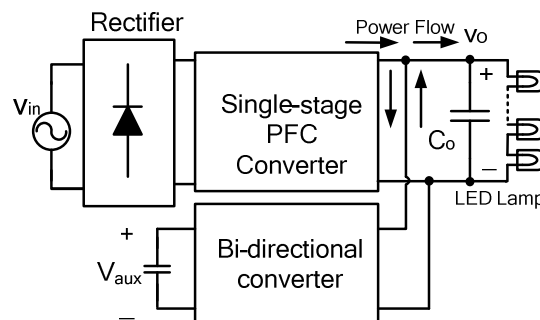 Rectifier
Power Flow
vo
vin
Single-stage
PFC
Converter
+
Co
–
LED Lamp
+
Vaux
–
Bi-directional
converter